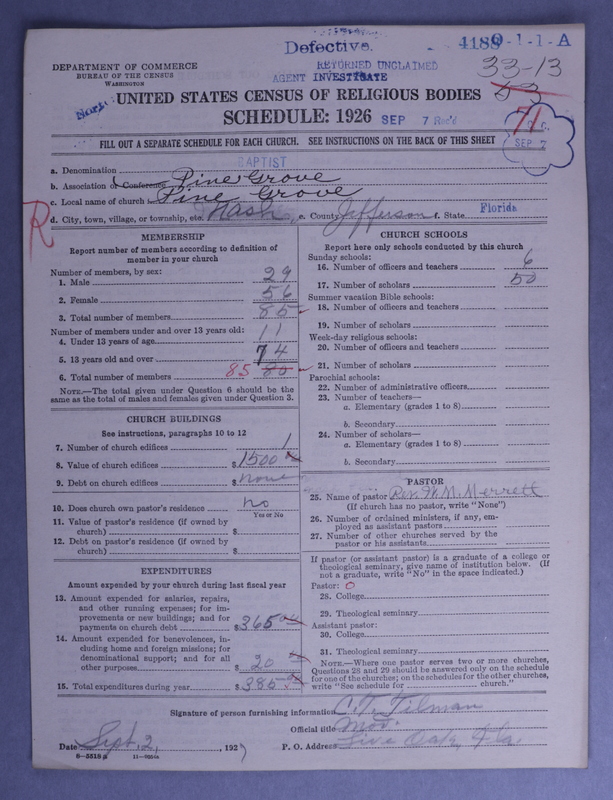 Defective. 4188 0-1-1-A
RETURNED UNCLAIMED
AGENT INVESTIGATE
33-13
53
DEPARTMENT OF COMMERCE
BUREAU OF THE CENSUS
WASHINGTON
UNITED STATES CENSUS OF RELIGIOUS BODIES
SCHEDULE: 1926 SEP 7 Rec'd
71
SEP 7
FILL OUT A SEPARATE SCHEDULE FOR EACH CHURCH. SEE INSTRUCTIONS ON THE BACK OF THIS SHEET
a. Denomination BAPTIST
b. Association or Conference Pine Grove
c. Local name of church Pine Grove
R d. City, town, village, or township, etc. Nash e. County Jefferson f. State Florida
MEMBERSHIP
Report number of members according to definition of
member in your church
Number of members, by sex:
1. Male 29
2. Female 56
3. Total number of members 85
Number of members under and over 13 years old:
4. Under 13 years of age 11
5. 13 years old and over 74
6. Total number of members 85 80
NOTE.—The total given under Question 6 should be the
same as the total of males and females given under Question 3.
CHURCH BUILDINGS
See instructions, paragraphs 10 to 12
7. Number of church edifices 1
8. Value of church edifices $1500
9. Debt on church edifices $none
10. Does church own pastor's residence no
Yes or No
11. Value of pastor's residence (if owned by
church) $
12. Debt on pastor's residence (if owned by
church) $
EXPENDITURES
Amount expended by your church during last fiscal year
13. Amount expended for salaries, repairs,
and other running expenses; for im-
provements or new buildings; and for
payments on church debt $365
14. Amount expended for benevolences, in-
cluding home and foreign missions; for
denominational support; and for all
other purposes $20
15. Total expenditures during year $385
CHURCH SCHOOLS
Report here only schools conducted by this church
Sunday schools:
16. Number of officers and teachers 6
17. Number of scholars 50
Summer vacation Bible schools:
18. Number of officers and teachers
19. Number of scholars
Week-day religious schools:
20. Number of officers and teachers
21. Number of scholars
Parochial schools:
22. Number of administrative officers
23. Number of teachers—
a. Elementary (grades 1 to 8)
b. Secondary
24. Number of scholars—
a. Elementary (grades 1 to 8)
b. Secondary
PASTOR
25. Name of pastor Rev. W. M. Merrett
(If church has no pastor, write "None")
26. Number of ordained ministers, if any, em-
ployed as assistant pastors
27. Number of other churches served by the
pastor or his assistants
If pastor (or assistant pastor) is a graduate of a college or
theological seminary, give name of institution below. (If
not a graduate, write "No" in the space indicated.)
Pastor: O
28. College
29. Theological seminary
Assistant pastor:
30. College
31. Theological seminary
NOTE.—Where one pastor serves two or more churches,
Questions 28 and 29 should be answered only on the schedule
for one of the churches; on the schedules for the other churches,
write "See schedule for church."
Signature of person furnishing information C. T. Tilman
Official title Mod.
Date Sept. 2, 1927 P. O. Address Live Oak, Fla.
8-5518a 11-9054a